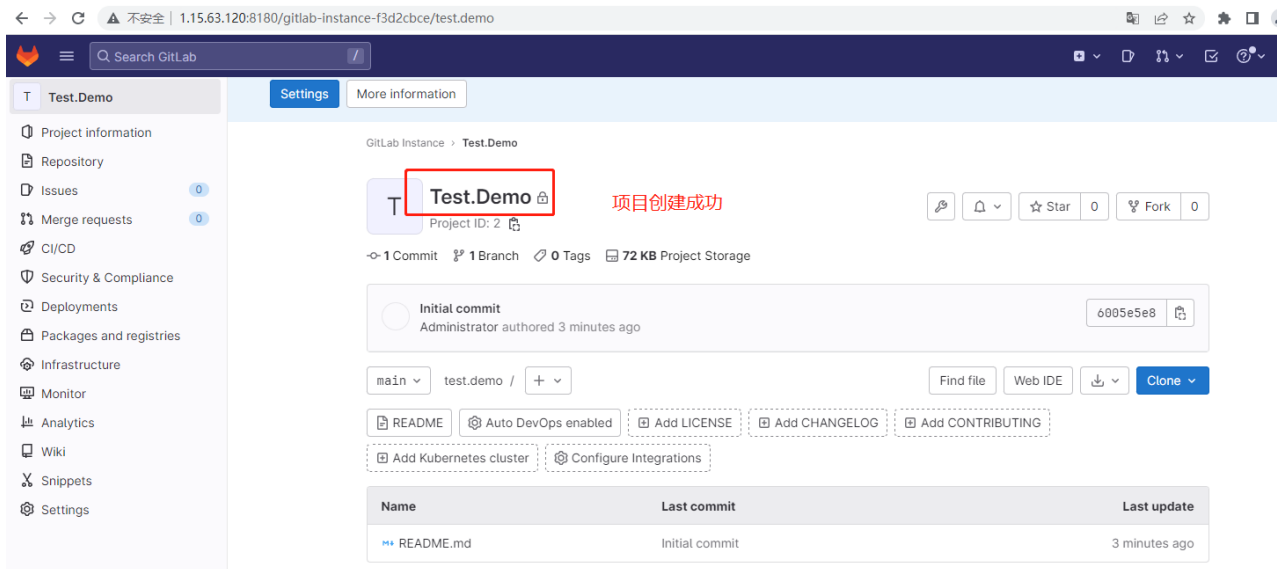 不安全 | 1.15.63.120:8180/gitlab-instance-f3d2cbce/test.demo
Search GitLab /
T Test.Demo
Settings More information
Project information
Repository
Issues 0
Merge requests 0
CI/CD
Security & Compliance
Deployments
Packages and registries
Infrastructure
Monitor
Analytics
Wiki
Snippets
Settings
GitLab Instance › Test.Demo
T
Test.Demo
项目创建成功
Project ID: 2
Star 0 Fork 0
1 Commit 1 Branch 0 Tags 72 KB Project Storage
Initial commit
Administrator authored 3 minutes ago
6005e5e8
main test.demo / +
Find file Web IDE Clone
README Auto DevOps enabled Add LICENSE Add CHANGELOG Add CONTRIBUTING
Add Kubernetes cluster Configure Integrations
Name Last commit Last update
README.md Initial commit 3 minutes ago